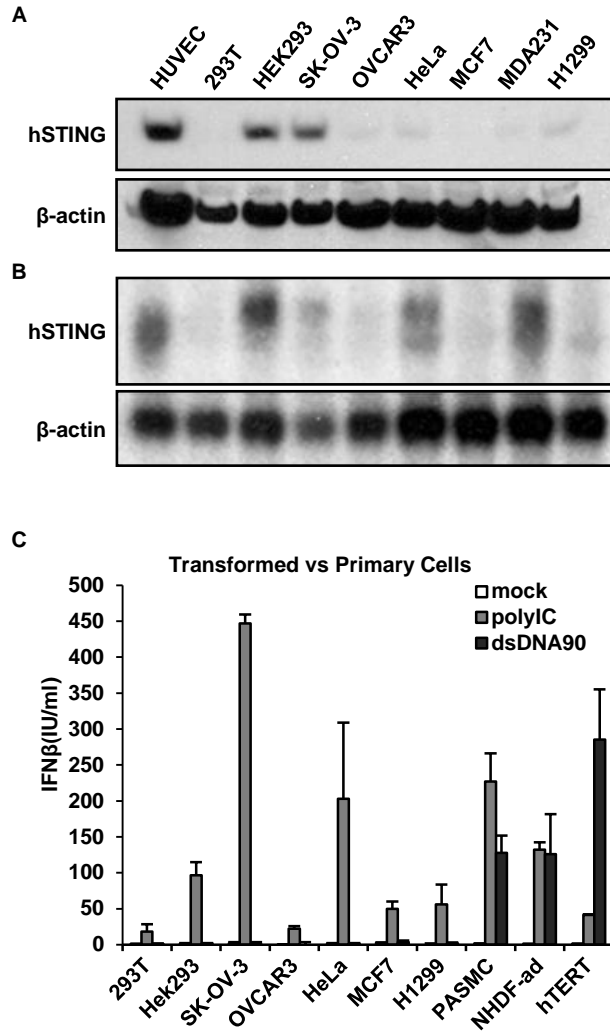 A
HUVEC
293T
HEK293
SK-OV-3
OVCAR3
HeLa
MCF7
MDA231
H1299
hSTING
β-actin
B
hSTING
β-actin
C
Transformed vs Primary Cells
mock
polyIC
dsDNA90
IFNβ(IU/ml)
500
450
400
350
300
250
200
150
100
50
0
293T
Hek293
SK-OV-3
OVCAR3
HeLa
MCF7
H1299
PASMC
NHDF-ad
hTERT